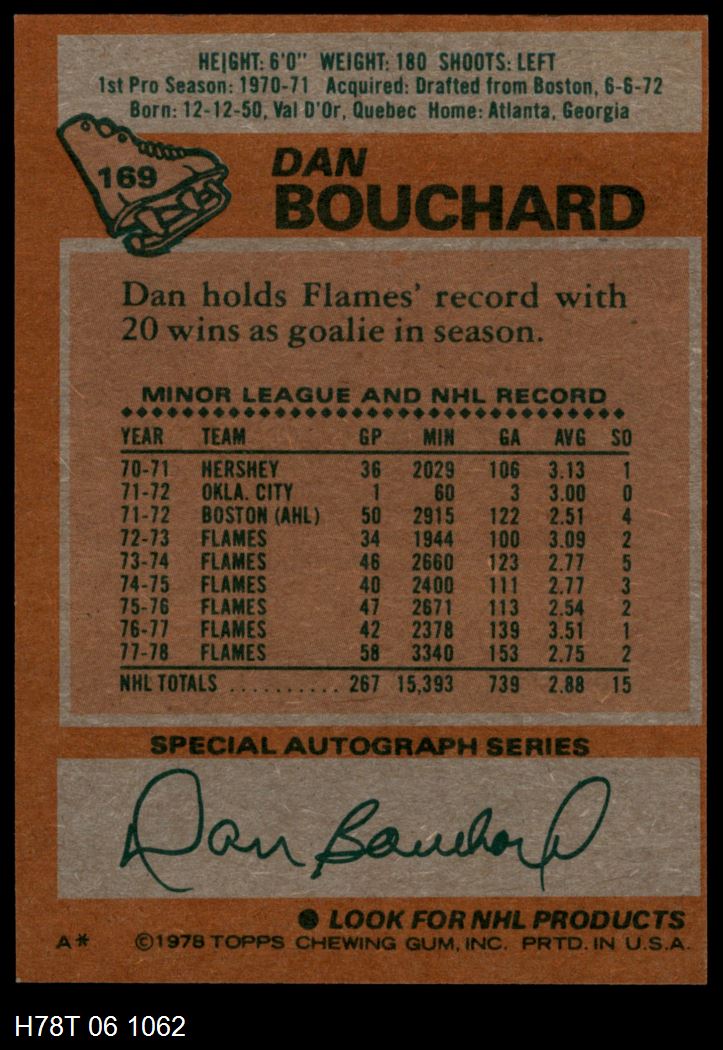 HEIGHT: 6'0" WEIGHT: 180 SHOOTS: LEFT
1st Pro Season: 1970-71 Acquired: Drafted from Boston, 6-6-72
Born: 12-12-50, Val D'Or, Quebec Home: Atlanta, Georgia
169
DAN
BOUCHARD
Dan holds Flames' record with
20 wins as goalie in season.
MINOR LEAGUE AND NHL RECORD
YEAR TEAM GP MIN GA AVG SO
70-71 HERSHEY 36 2029 106 3.13 1
71-72 OKLA. CITY 1 60 3 3.00 0
71-72 BOSTON (AHL) 50 2915 122 2.51 4
72-73 FLAMES 34 1944 100 3.09 2
73-74 FLAMES 46 2660 123 2.77 5
74-75 FLAMES 40 2400 111 2.77 3
75-76 FLAMES 47 2671 113 2.54 2
76-77 FLAMES 42 2378 139 3.51 1
77-78 FLAMES 58 3340 153 2.75 2
NHL TOTALS .......... 267 15,393 739 2.88 15
SPECIAL AUTOGRAPH SERIES
Dan Bouchard
● LOOK FOR NHL PRODUCTS
A* ©1978 TOPPS CHEWING GUM, INC. PRTD. IN U.S.A.
H78T 06 1062